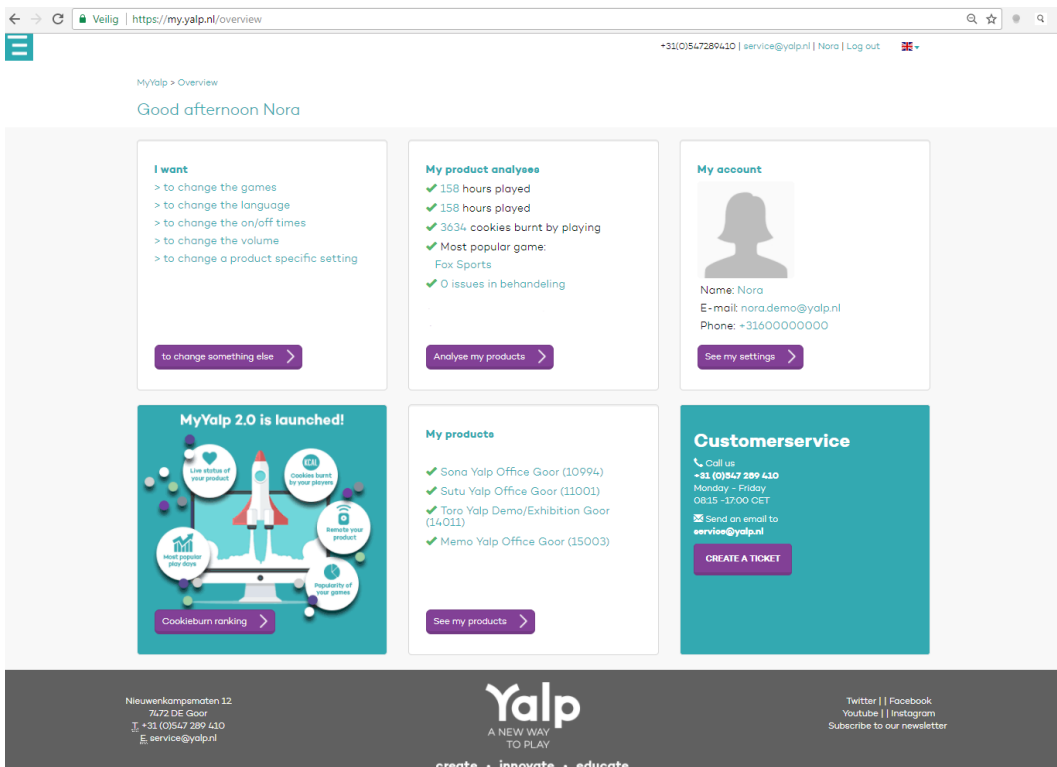 Veilig | https://my.yalp.nl/overview
+31(0)547289410 | service@yalp.nl | Nora | Log out
MyYalp > Overview
Good afternoon Nora
I want
> to change the games
> to change the language
> to change the on/off times
> to change the volume
> to change a product specific setting
to change something else
My product analyses
158 hours played
158 hours played
3634 cookies burnt by playing
Most popular game:
Fox Sports
0 issues in behandeling
Analyse my products
My account
Name: Nora
E-mail: nora.demo@yalp.nl
Phone: +31600000000
See my settings
MyYalp 2.0 is launched!
Live status of
your product
KCAL
Cookies burnt
by your players
Remote your
product
Most popular
play days
Popularity of
your games
Cookieburn ranking
My products
Sona Yalp Office Goor (10994)
Sutu Yalp Office Goor (11001)
Toro Yalp Demo/Exhibition Goor
(14011)
Memo Yalp Office Goor (15003)
See my products
Customerservice
Call us
+31 (0)547 289 410
Monday - Friday
08:15 -17:00 CET
Send an email to
service@yalp.nl
CREATE A TICKET
Nieuwenkampsmaten 12
7472 DE Goor
T. +31 (0)547 289 410
E. service@yalp.nl
Yalp
A NEW WAY
TO PLAY
create • innovate • educate
Twitter | | Facebook
Youtube | | Instagram
Subscribe to our newsletter